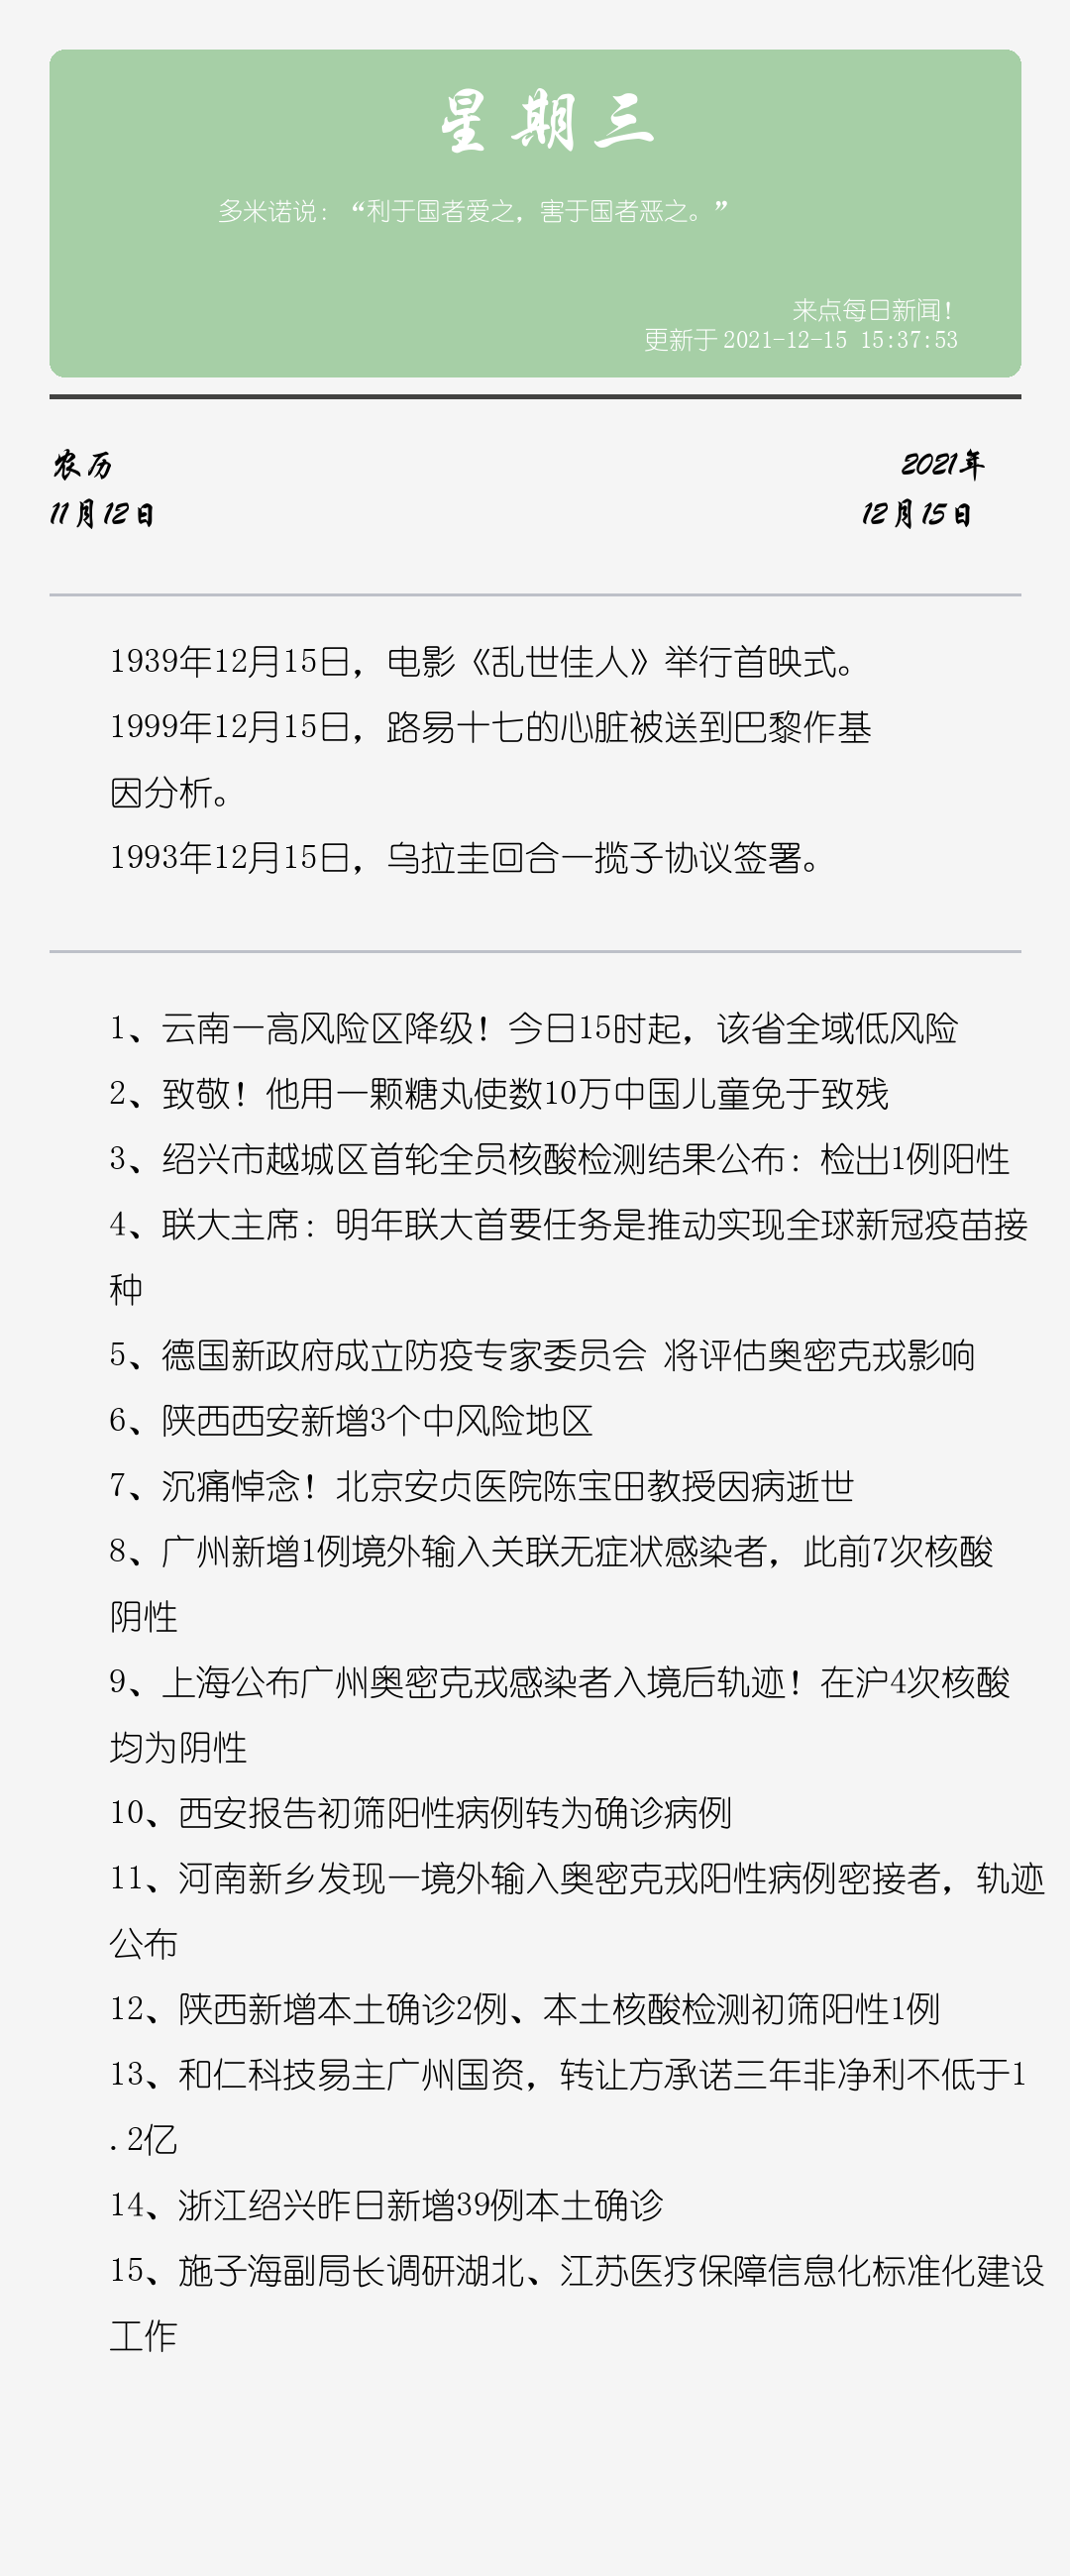 星期三
多米诺说：“利于国者爱之，害于国者恶之。”
来点每日新闻！
更新于 2021-12-15 15:37:53
农历
2021年
11月12日
12月15日
1939年12月15日，电影《乱世佳人》举行首映式。
1999年12月15日，路易十七的心脏被送到巴黎作基
因分析。
1993年12月15日，乌拉圭回合一揽子协议签署。
1、云南一高风险区降级！今日15时起，该省全域低风险
2、致敬！他用一颗糖丸使数10万中国儿童免于致残
3、绍兴市越城区首轮全员核酸检测结果公布：检出1例阳性
4、联大主席：明年联大首要任务是推动实现全球新冠疫苗接
种
5、德国新政府成立防疫专家委员会 将评估奥密克戎影响
6、陕西西安新增3个中风险地区
7、沉痛悼念！北京安贞医院陈宝田教授因病逝世
8、广州新增1例境外输入关联无症状感染者，此前7次核酸
阴性
9、上海公布广州奥密克戎感染者入境后轨迹！在沪4次核酸
均为阴性
10、西安报告初筛阳性病例转为确诊病例
11、河南新乡发现一境外输入奥密克戎阳性病例密接者，轨迹
公布
12、陕西新增本土确诊2例、本土核酸检测初筛阳性1例
13、和仁科技易主广州国资，转让方承诺三年非净利不低于1
.2亿
14、浙江绍兴昨日新增39例本土确诊
15、施子海副局长调研湖北、江苏医疗保障信息化标准化建设
工作